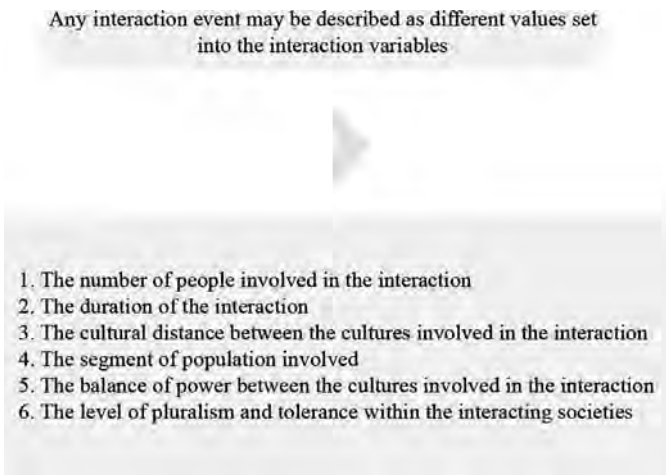 Any interaction event may be described as different values set
into the interaction variables
1. The number of people involved in the interaction
2. The duration of the interaction
3. The cultural distance between the cultures involved in the interaction
4. The segment of population involved
5. The balance of power between the cultures involved in the interaction
6. The level of pluralism and tolerance within the interacting societies